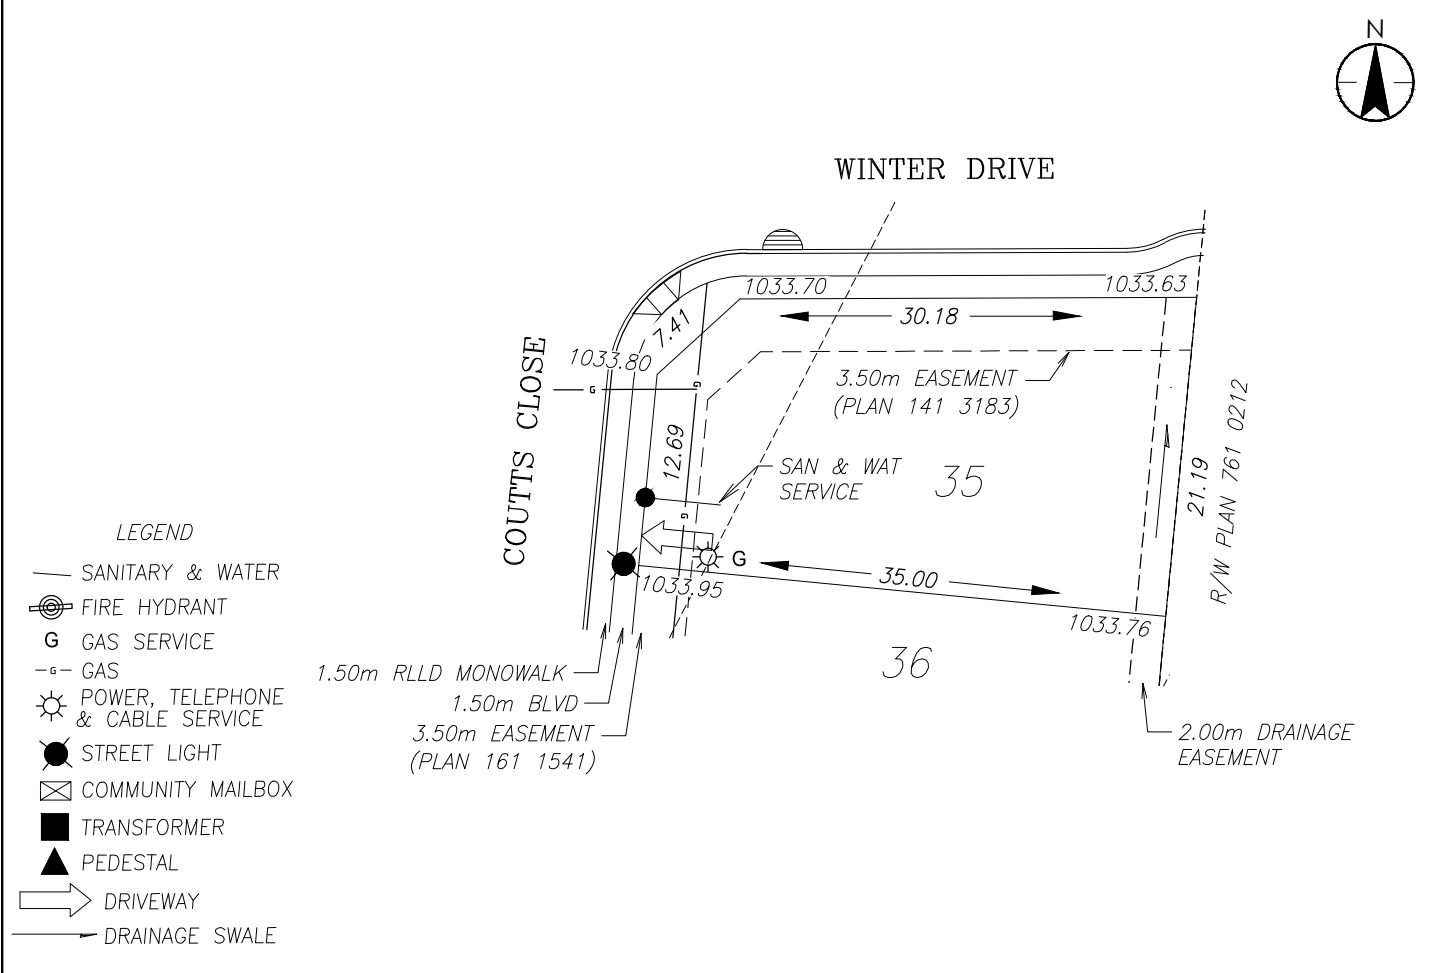 N
WINTER DRIVE
1033.70
1033.63
30.18
7.41
1033.80
COUTTS CLOSE
G
G
3.50m EASEMENT
(PLAN 141 3183)
12.69
SAN & WAT
SERVICE
35
21.19
R/W PLAN 761 0212
G
G
35.00
1033.95
1033.76
36
1.50m RLLD MONOWALK
1.50m BLVD
3.50m EASEMENT
(PLAN 161 1541)
2.00m DRAINAGE
EASEMENT
LEGEND
SANITARY & WATER
FIRE HYDRANT
G GAS SERVICE
G GAS
POWER, TELEPHONE
& CABLE SERVICE
STREET LIGHT
COMMUNITY MAILBOX
TRANSFORMER
PEDESTAL
DRIVEWAY
DRAINAGE SWALE